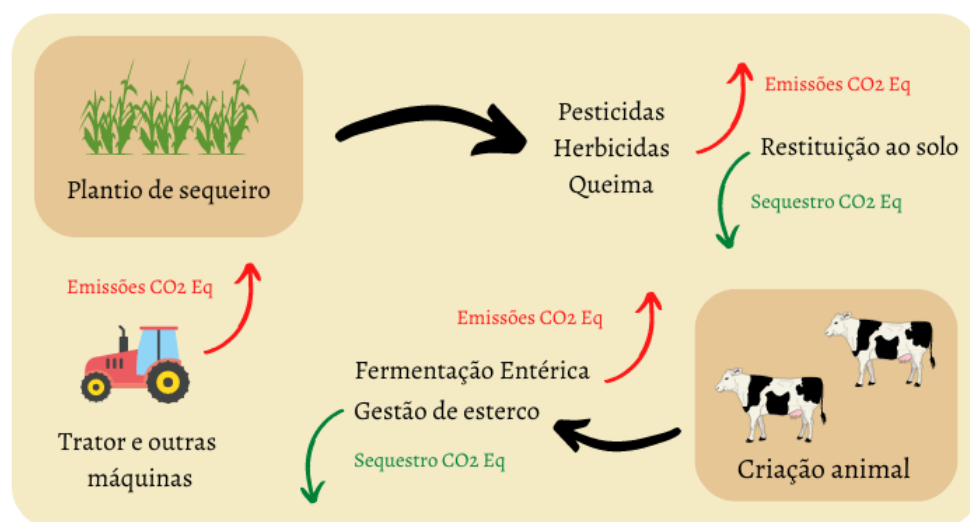 Plantio de sequeiro
Pesticidas
Herbicidas
Queima
Emissões CO2 Eq
Restituição ao solo
Sequestro CO2 Eq
Emissões CO2 Eq
Trator e outras
máquinas
Emissões CO2 Eq
Fermentação Entérica
Gestão de esterco
Sequestro CO2 Eq
Criação animal